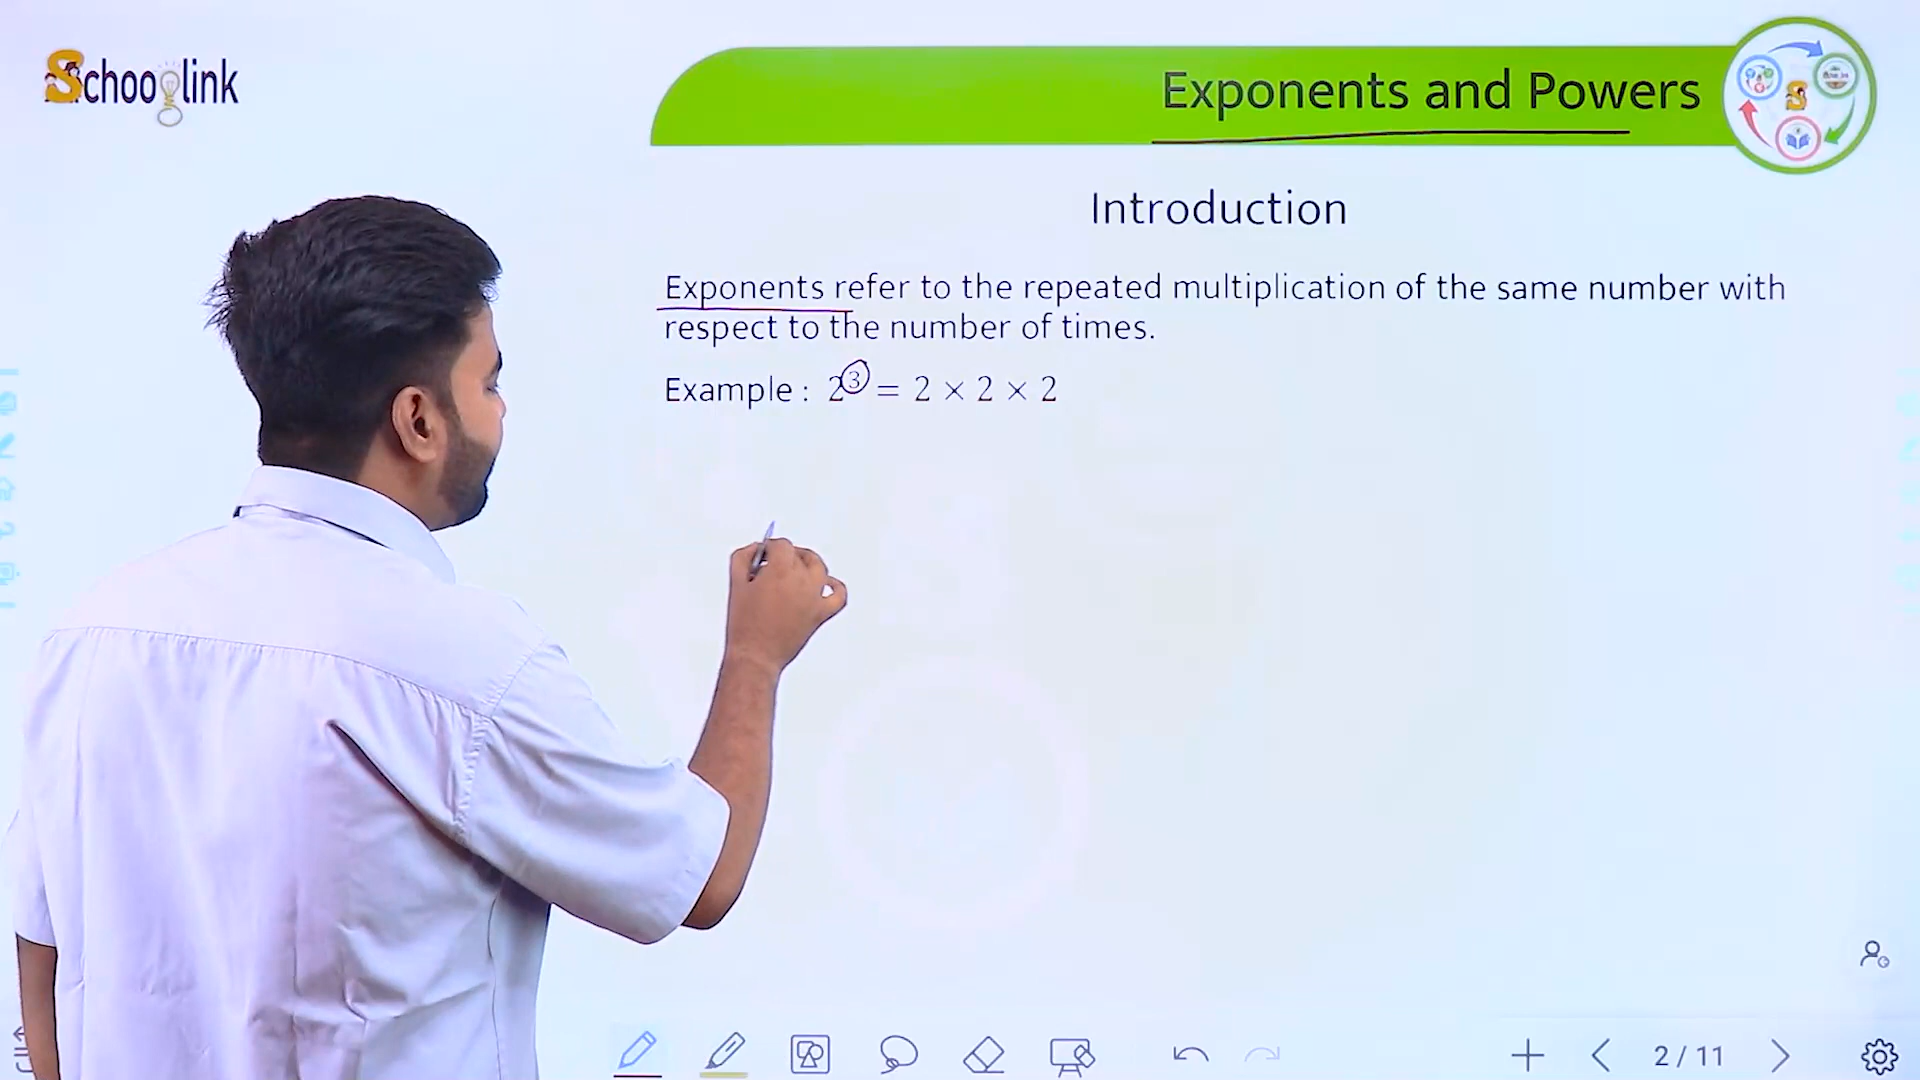 Schooglink
Exponents and Powers
Introduction
Exponents refer to the repeated multiplication of the same number with
respect to the number of times.
Example : 2³ = 2 × 2 × 2
2 / 11